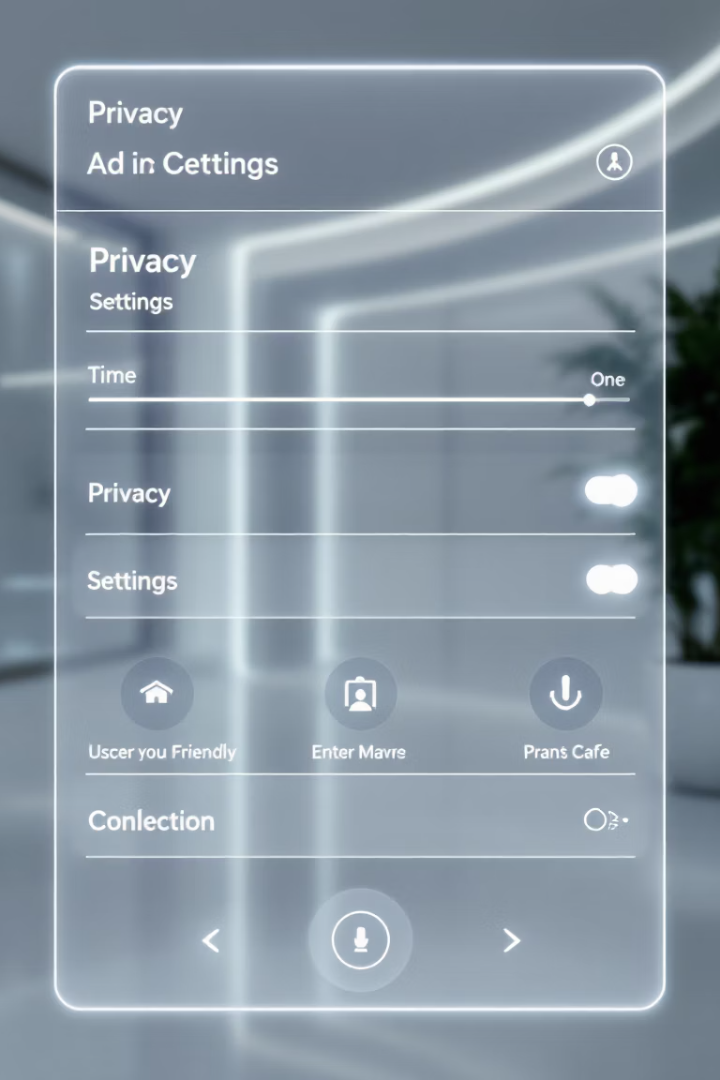 Privacy
Ad in Cettings
Privacy
Settings
Time
One
Privacy
Settings
Uscer you Friendly
Enter Mavre
Prans Cafe
Conlection